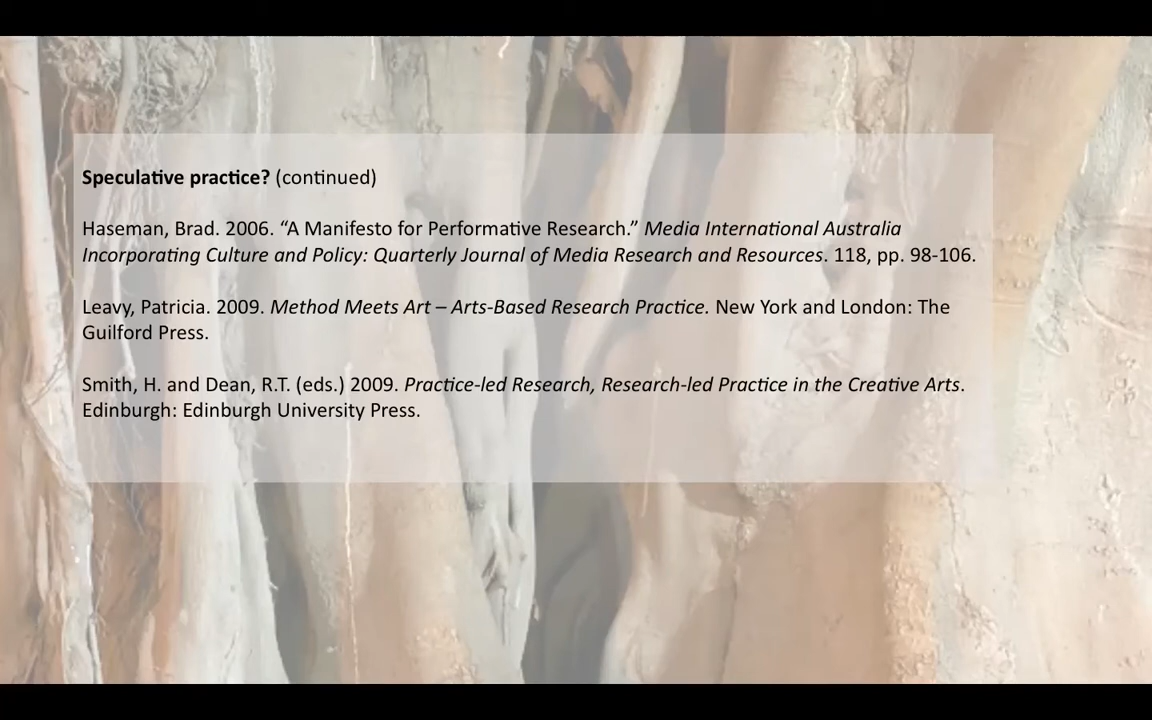 Speculative practice? (continued)
Haseman, Brad. 2006. “A Manifesto for Performative Research.” Media International Australia
Incorporating Culture and Policy: Quarterly Journal of Media Research and Resources. 118, pp. 98-106.
Leavy, Patricia. 2009. Method Meets Art – Arts-Based Research Practice. New York and London: The
Guilford Press.
Smith, H. and Dean, R.T. (eds.) 2009. Practice-led Research, Research-led Practice in the Creative Arts.
Edinburgh: Edinburgh University Press.